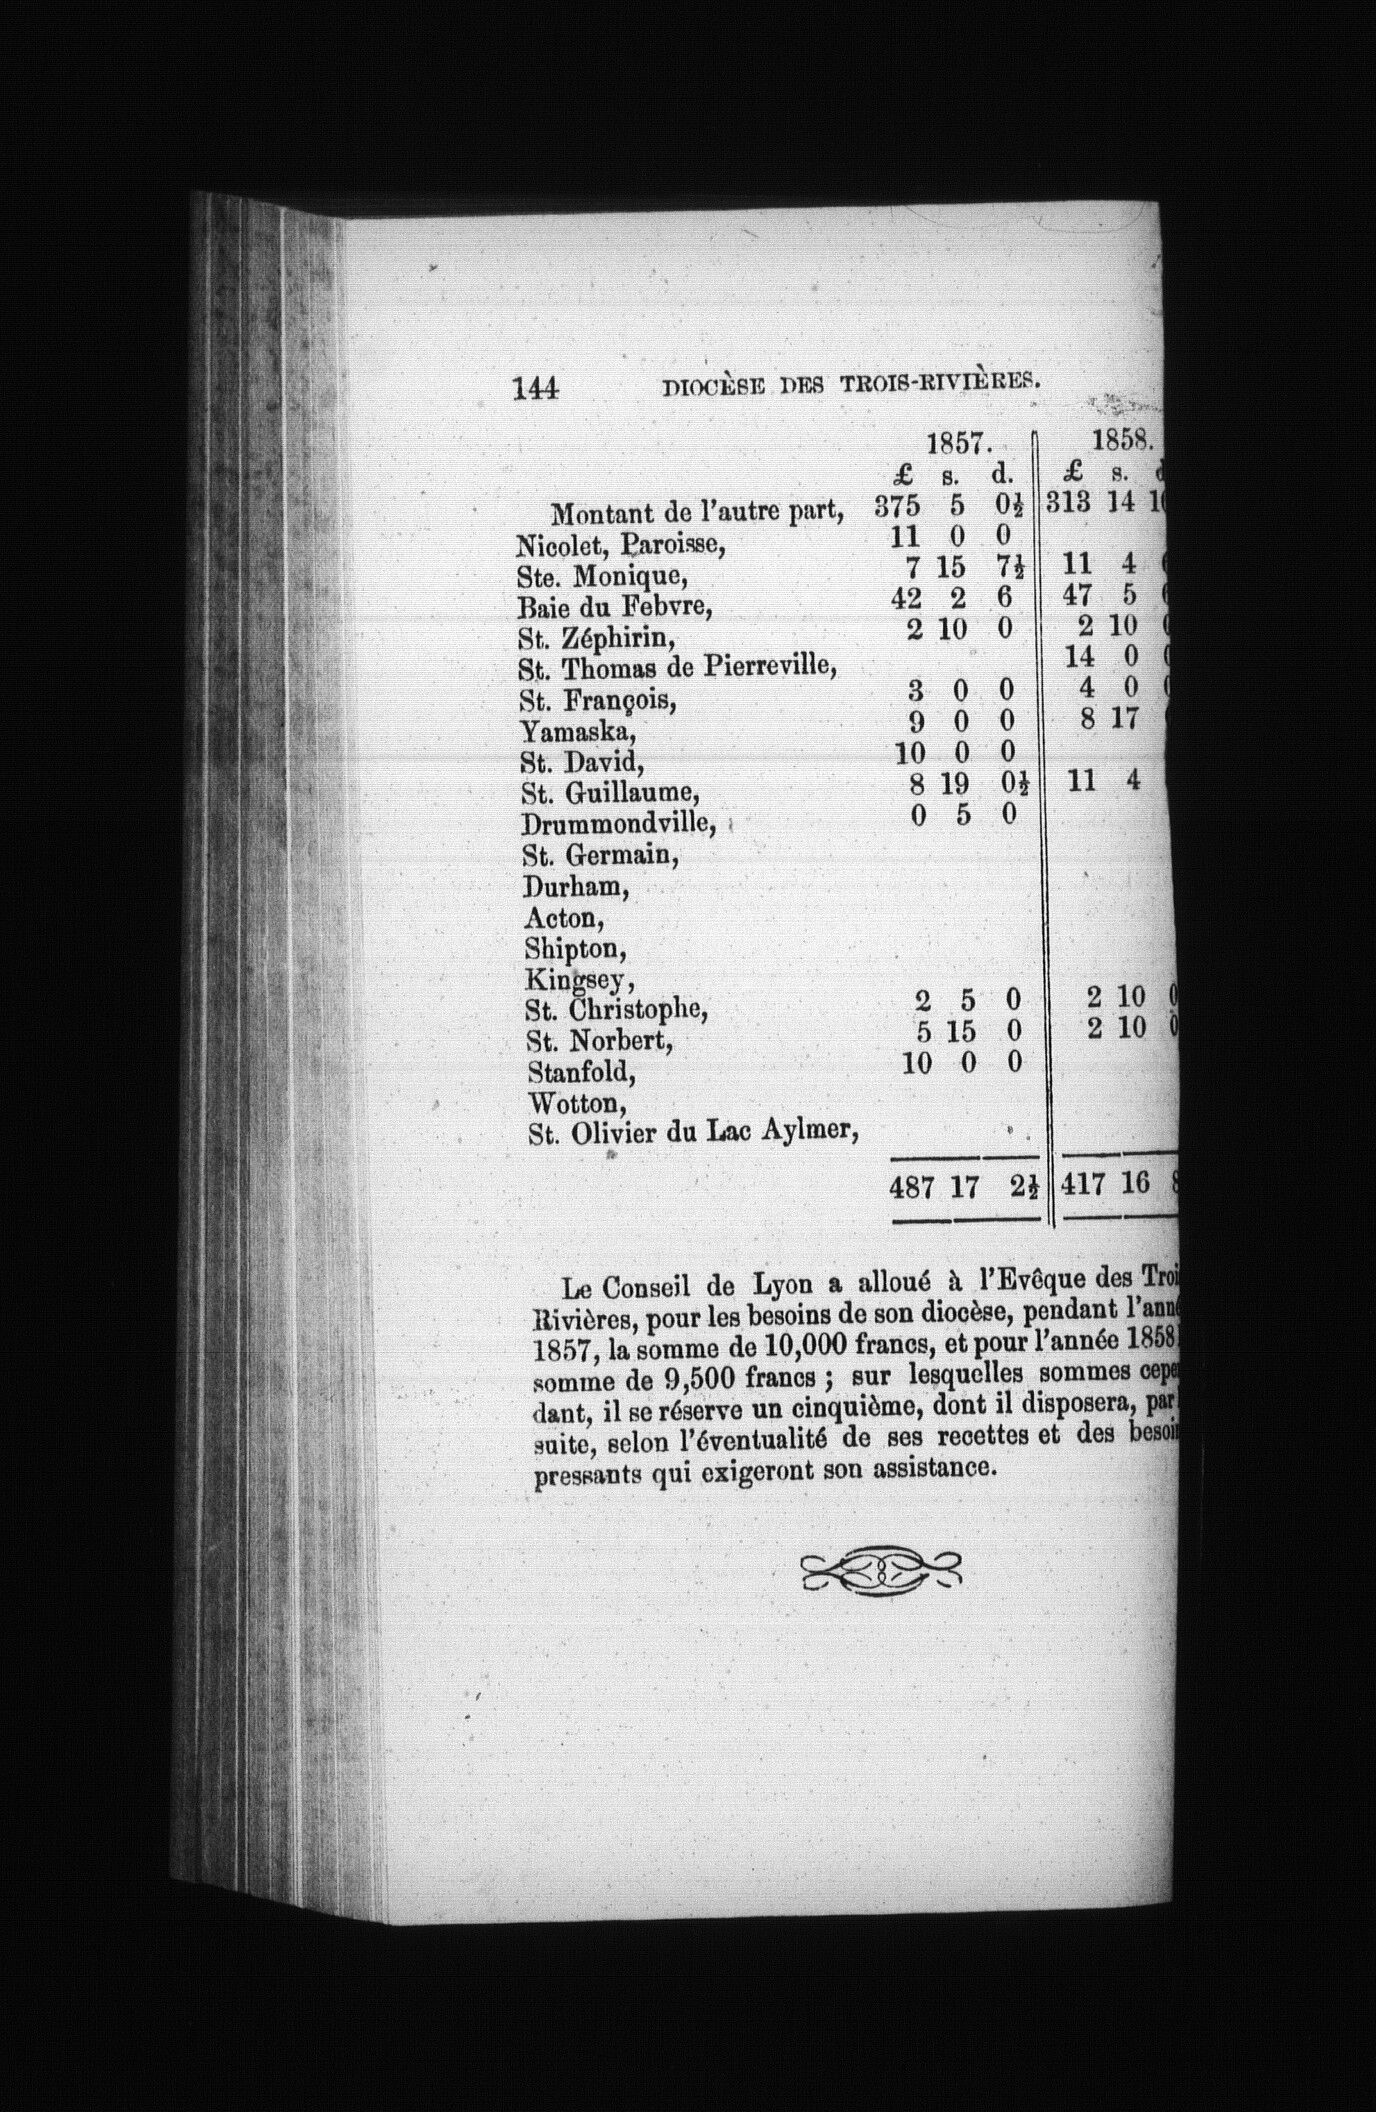 144 DIOCÈSE DES TROIS-RIVIÈRES.
1857. 1858.
£ s. d. £ s. d
Montant de l'autre part, 375 5 0½ 313 14
Nicolet, Paroisse, 11 0 0
Ste. Monique, 7 15 7½ 11 4
Baie du Febvre, 42 2 6 47 5
St. Zéphirin, 2 10 0 2 10
St. Thomas de Pierreville, 14 0
St. François, 3 0 0 4 0
Yamaska, 9 0 0 8 17
St. David, 10 0 0
St. Guillaume, 8 19 0½ 11 4
Drummondville, 0 5 0
St. Germain,
Durham,
Acton,
Shipton,
Kingsey,
St. Christophe, 2 5 0 2 10 0
St. Norbert, 5 15 0 2 10 0
Stanfold, 10 0 0
Wotton,
St. Olivier du Lac Aylmer,
487 17 2½ 417 16 8
Le Conseil de Lyon a alloué à l'Evêque des Troi
Rivières, pour les besoins de son diocèse, pendant l'anné
1857, la somme de 10,000 francs, et pour l'année 1858
somme de 9,500 francs ; sur lesquelles sommes cepe
dant, il se réserve un cinquième, dont il disposera, par
suite, selon l'éventualité de ses recettes et des besoi
pressants qui exigeront son assistance.